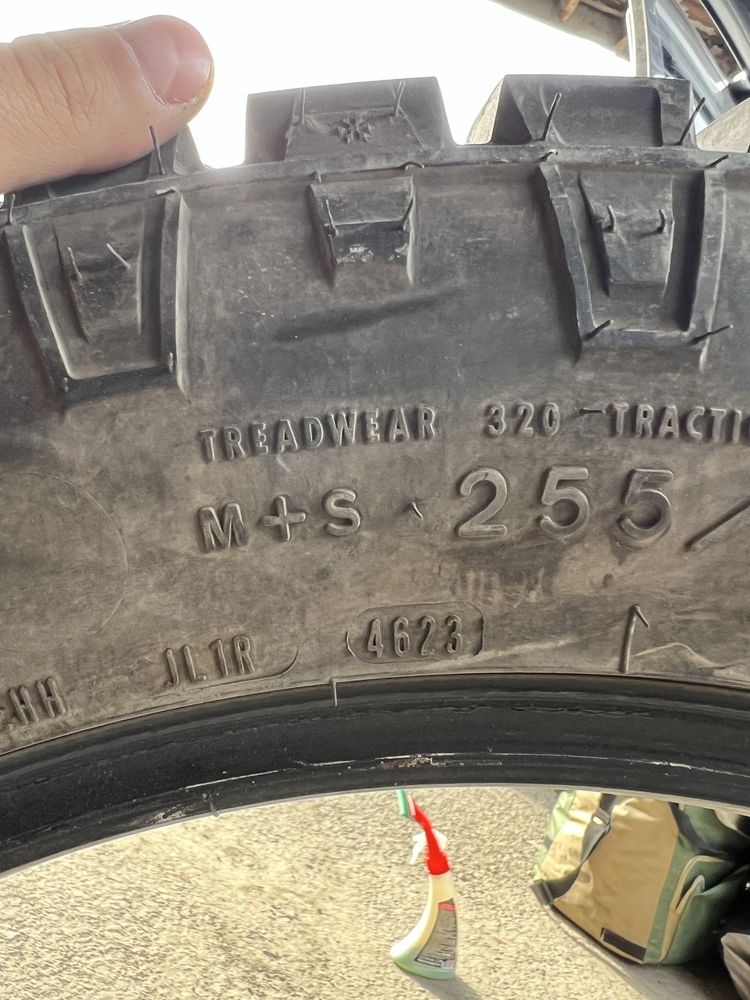 TREADWEAR 320 TRACTI
M+S 255/
HH JL1R 4623